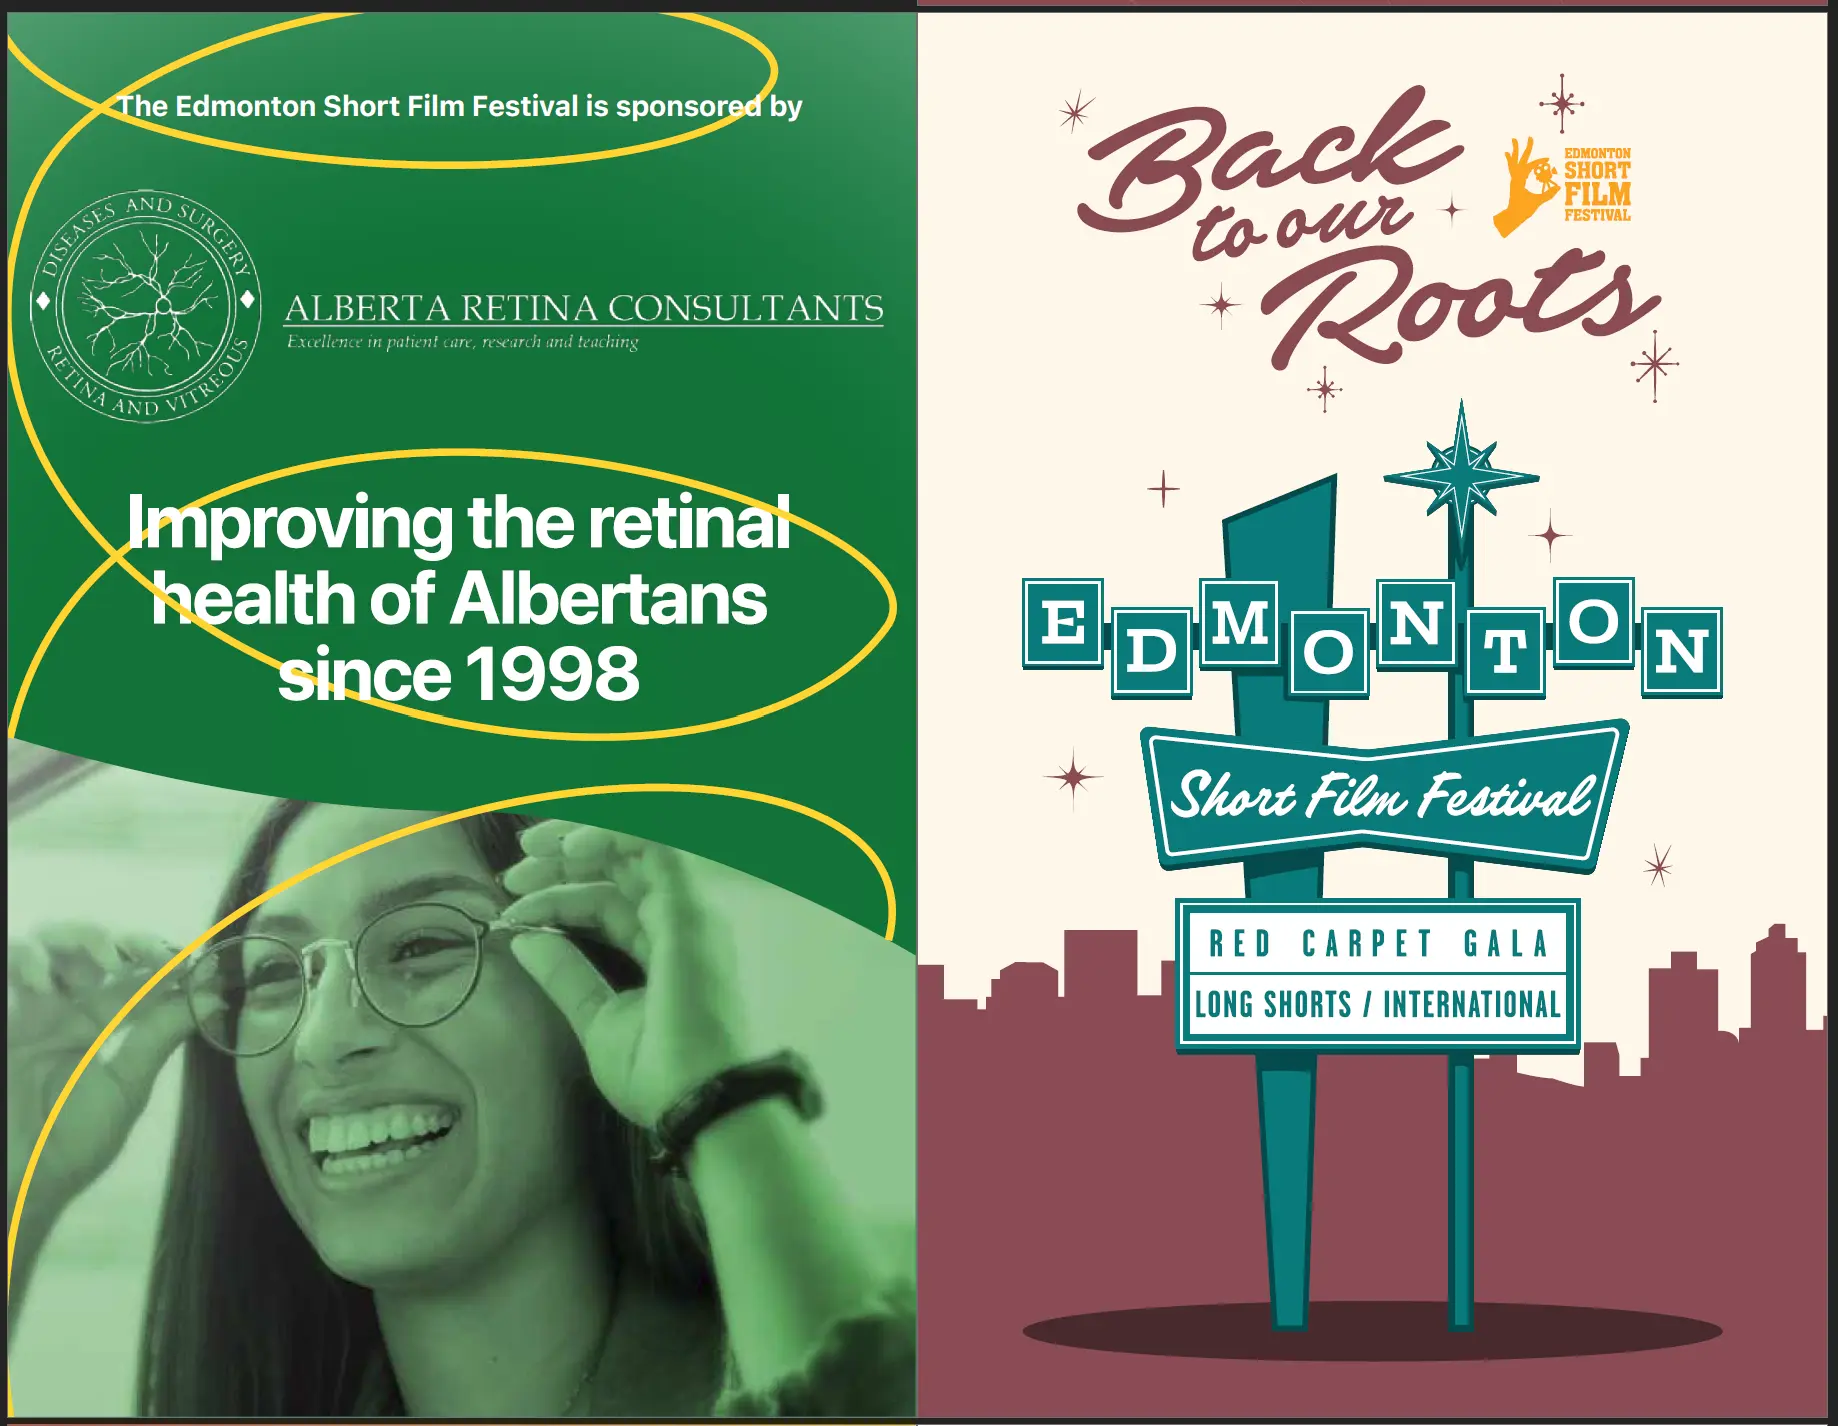 The Edmonton Short Film Festival is sponsored by
DISEASES AND SURGERY
RETINA AND VITREOUS
ALBERTA RETINA CONSULTANTS
Excellence in patient care, research and teaching
Improving the retinal
health of Albertans
since 1998
Back
to our
Roots
EDMONTON
SHORT
FILM
FESTIVAL
EDMONTON
Short Film Festival
RED CARPET GALA
LONG SHORTS / INTERNATIONAL